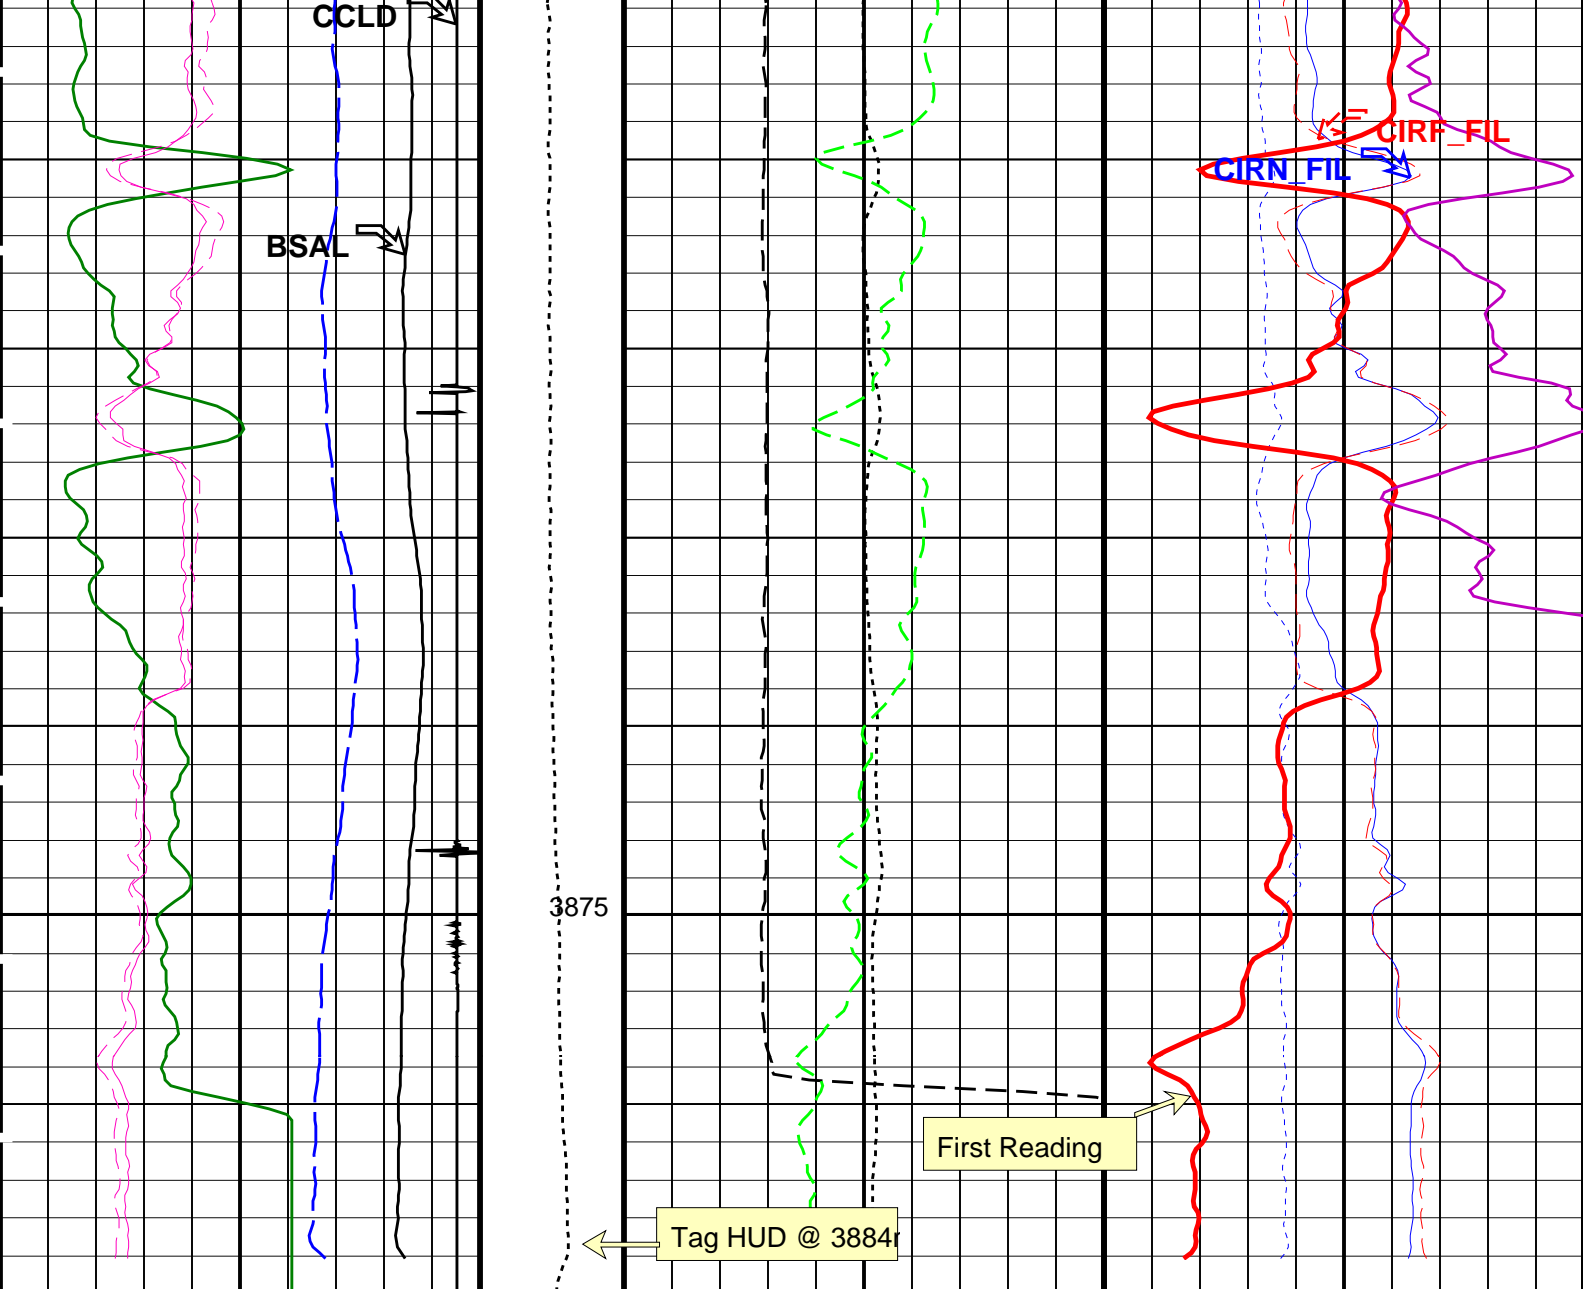 CCLD
CIRF_FIL
CIRN_FIL
BSAL
3875
First Reading
Tag HUD @ 3884